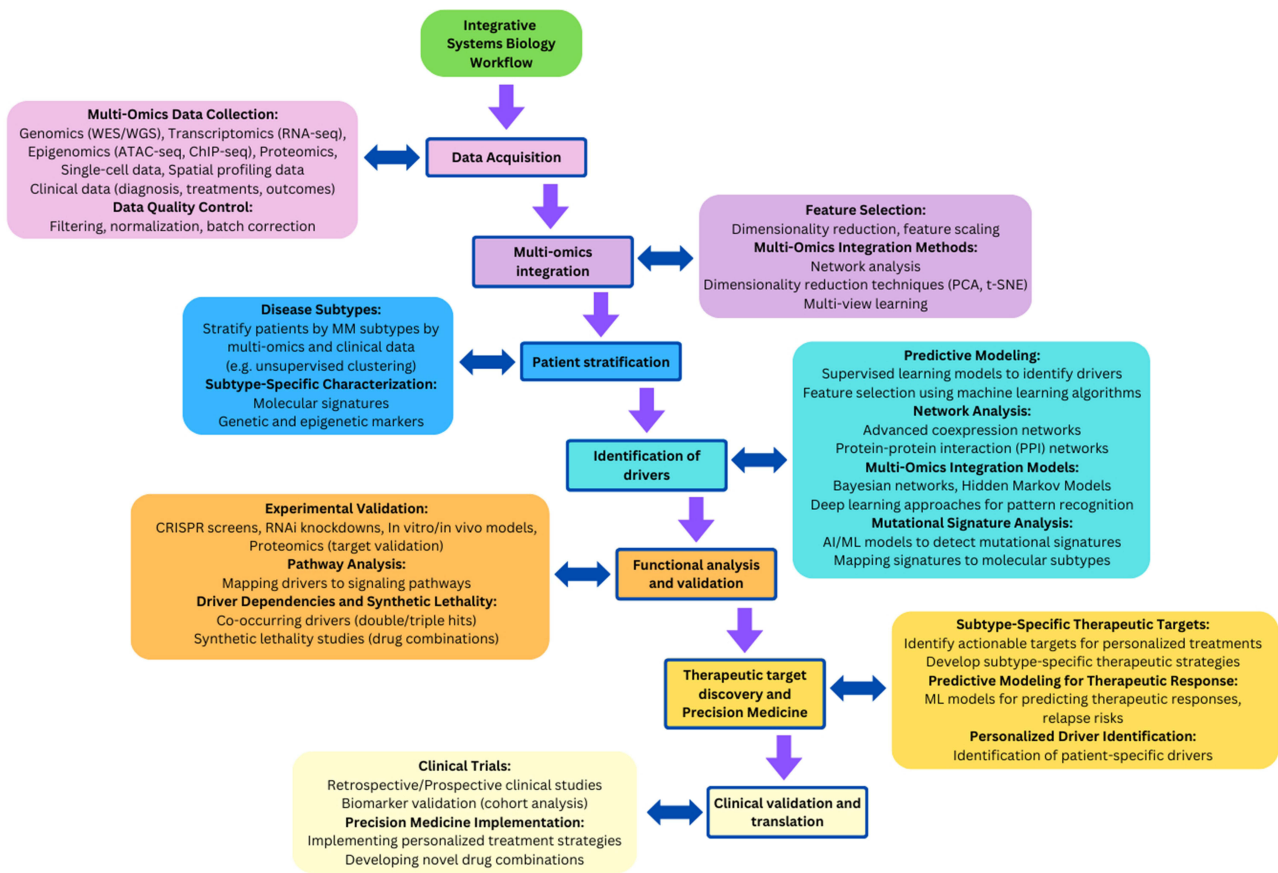 Integrative
Systems Biology
Workflow
Multi-Omics Data Collection:
Genomics (WES/WGS), Transcriptomics (RNA-seq),
Epigenomics (ATAC-seq, ChIP-seq), Proteomics,
Single-cell data, Spatial profiling data
Clinical data (diagnosis, treatments, outcomes)
Data Quality Control:
Filtering, normalization, batch correction
Data Acquisition
Multi-omics
integration
Feature Selection:
Dimensionality reduction, feature scaling
Multi-Omics Integration Methods:
Network analysis
Dimensionality reduction techniques (PCA, t-SNE)
Multi-view learning
Disease Subtypes:
Stratify patients by MM subtypes by
multi-omics and clinical data
(e.g. unsupervised clustering)
Subtype-Specific Characterization:
Molecular signatures
Genetic and epigenetic markers
Patient stratification
Identification of
drivers
Predictive Modeling:
Supervised learning models to identify drivers
Feature selection using machine learning algorithms
Network Analysis:
Advanced coexpression networks
Protein-protein interaction (PPI) networks
Multi-Omics Integration Models:
Bayesian networks, Hidden Markov Models
Deep learning approaches for pattern recognition
Mutational Signature Analysis:
AI/ML models to detect mutational signatures
Mapping signatures to molecular subtypes
Experimental Validation:
CRISPR screens, RNAi knockdowns, In vitro/in vivo models,
Proteomics (target validation)
Pathway Analysis:
Mapping drivers to signaling pathways
Driver Dependencies and Synthetic Lethality:
Co-occurring drivers (double/triple hits)
Synthetic lethality studies (drug combinations)
Functional analysis
and validation
Therapeutic target
discovery and
Precision Medicine
Subtype-Specific Therapeutic Targets:
Identify actionable targets for personalized treatments
Develop subtype-specific therapeutic strategies
Predictive Modeling for Therapeutic Response:
ML models for predicting therapeutic responses,
relapse risks
Personalized Driver Identification:
Identification of patient-specific drivers
Clinical Trials:
Retrospective/Prospective clinical studies
Biomarker validation (cohort analysis)
Precision Medicine Implementation:
Implementing personalized treatment strategies
Developing novel drug combinations
Clinical validation and
translation